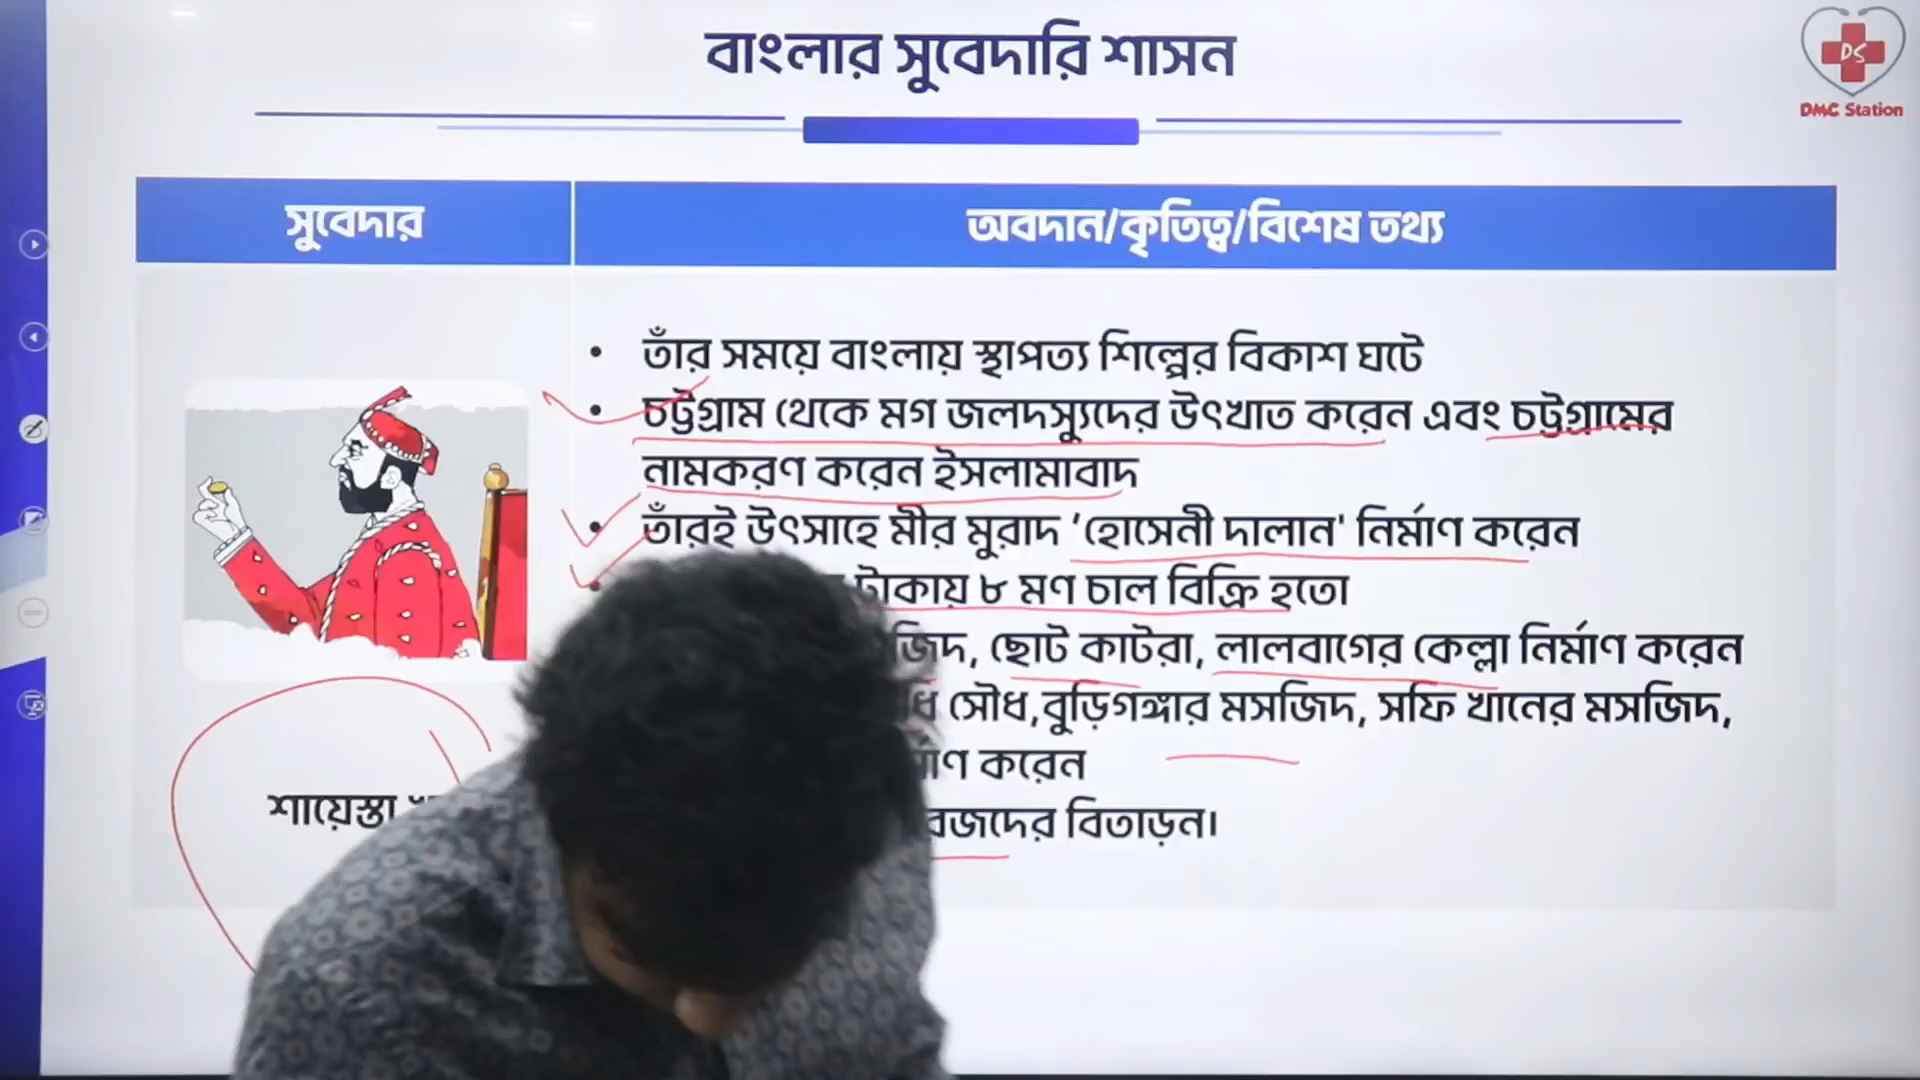 বাংলার সুবেদারি শাসন
DS
DMC Station
সুবেদার
অবদান/কৃতিত্ব/বিশেষ তথ্য
• তাঁর সময়ে বাংলায় স্থাপত্য শিল্পের বিকাশ ঘটে
• চট্টগ্রাম থেকে মগ জলদস্যুদের উৎখাত করেন এবং চট্টগ্রামের
নামকরণ করেন ইসলামাবাদ
• তাঁরই উৎসাহে মীর মুরাদ ‘হোসেনী দালান' নির্মাণ করেন
টাকায় ৮ মণ চাল বিক্রি হতো
ছোট কাটরা, লালবাগের কেল্লা নির্মাণ করেন
সৌধ,বুড়িগঙ্গার মসজিদ, সফি খানের মসজিদ,
করেন
বিতাড়ন।
শায়েস্তা